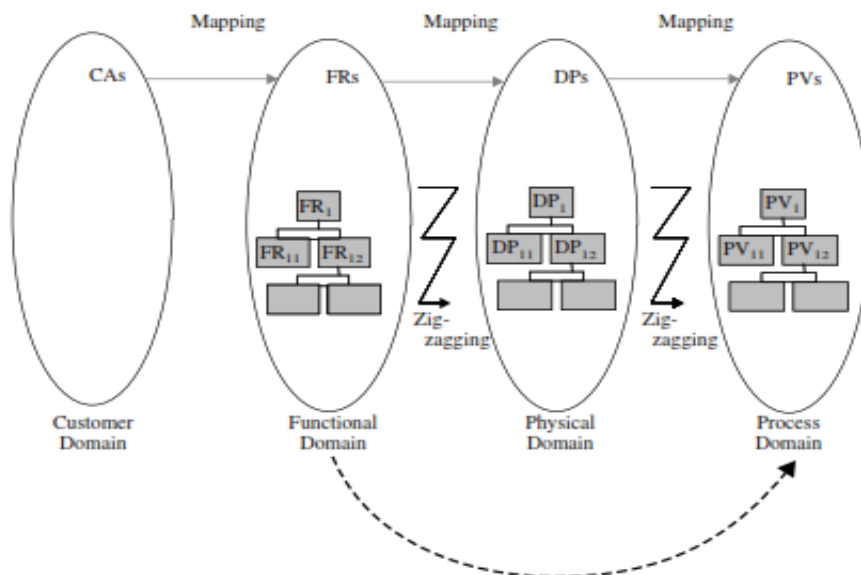 Mapping Mapping Mapping
CAs FRs DPs PVs
FR₁ DP₁ PV₁
FR₁₁ FR₁₂ DP₁₁ DP₁₂ PV₁₁ PV₁₂
Zig- Zig-
zagging zagging
Customer Functional Physical Process
Domain Domain Domain Domain